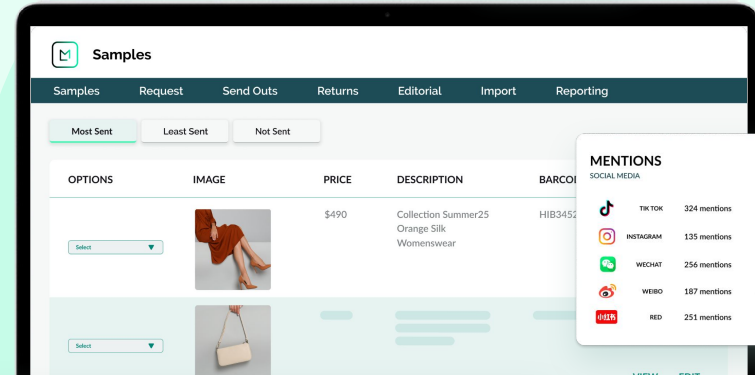 Samples
Samples Request Send Outs Returns Editorial Import Reporting
Most Sent Least Sent Not Sent
OPTIONS IMAGE PRICE DESCRIPTION
Select
$490
Collection Summer25
Orange Silk
Womenswear
HIB3452
Select
MENTIONS
SOCIAL MEDIA
TIK TOK 324 mentions
INSTAGRAM 135 mentions
WECHAT 256 mentions
WEIBO 187 mentions
小红书 RED 251 mentions
VIEW EDIT